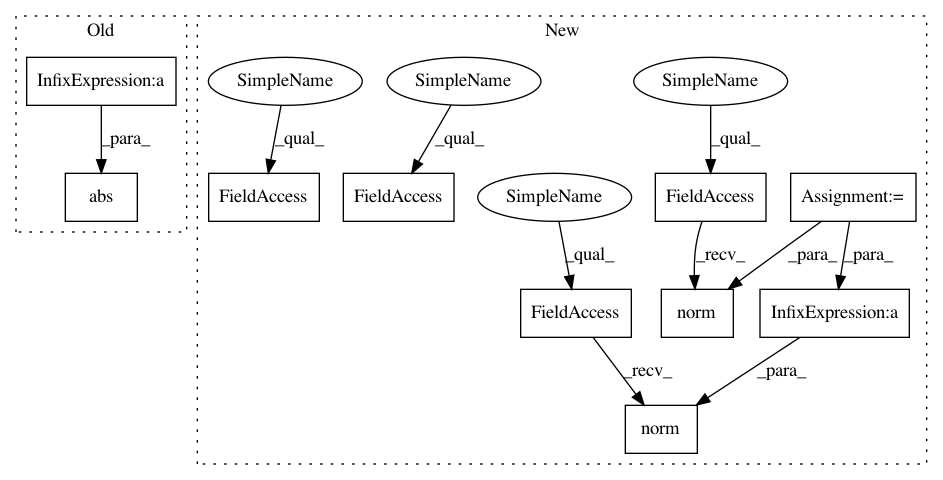 Old
New
InfixExpression:a
SimpleName
SimpleName
SimpleName
_para_
_qual_
_qual_
_qual_
abs
FieldAccess
FieldAccess
SimpleName
FieldAccess
Assignment:=
_qual_
_recv_
_para_
_para_
FieldAccess
norm
InfixExpression:a
_recv_
_para_
norm